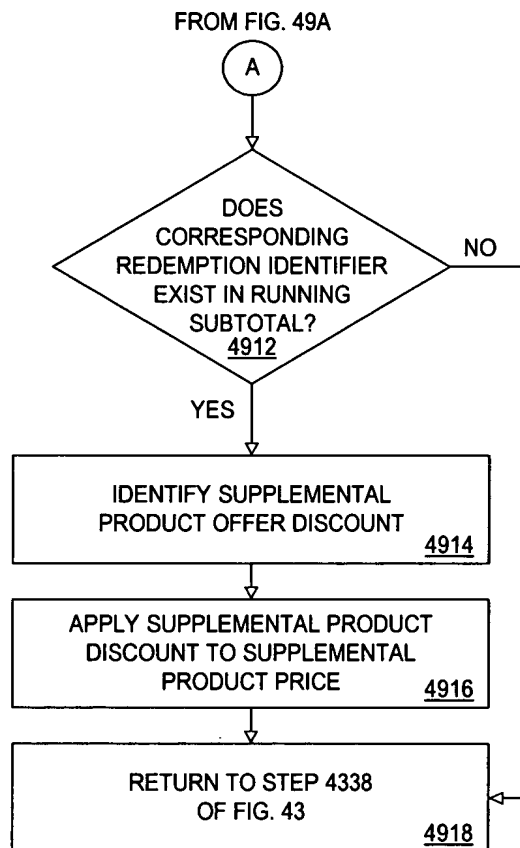 FROM FIG. 49A
A
DOES
CORRESPONDING
REDEMPTION IDENTIFIER
EXIST IN RUNNING
SUBTOTAL?
4912
NO
YES
IDENTIFY SUPPLEMENTAL
PRODUCT OFFER DISCOUNT
4914
APPLY SUPPLEMENTAL PRODUCT
DISCOUNT TO SUPPLEMENTAL
PRODUCT PRICE
4916
RETURN TO STEP 4338
OF FIG. 43
4918